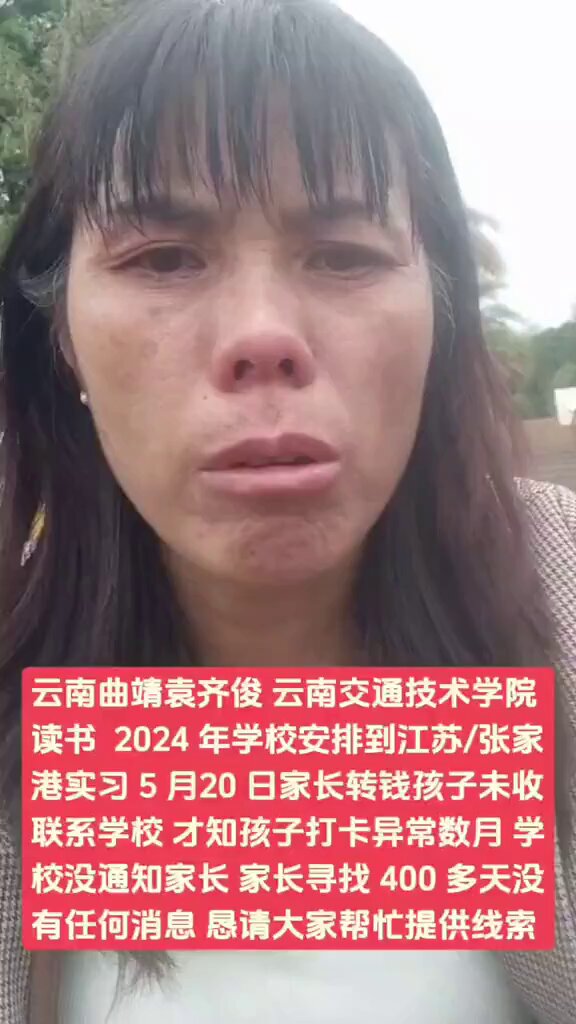 云南曲靖袁齐俊 云南交通技术学院
读书 2024 年学校安排到江苏/张家
港实习 5 月20 日家长转钱孩子未收
联系学校 才知孩子打卡异常数月 学
校没通知家长 家长寻找 400 多天没
有任何消息 恳请大家帮忙提供线索